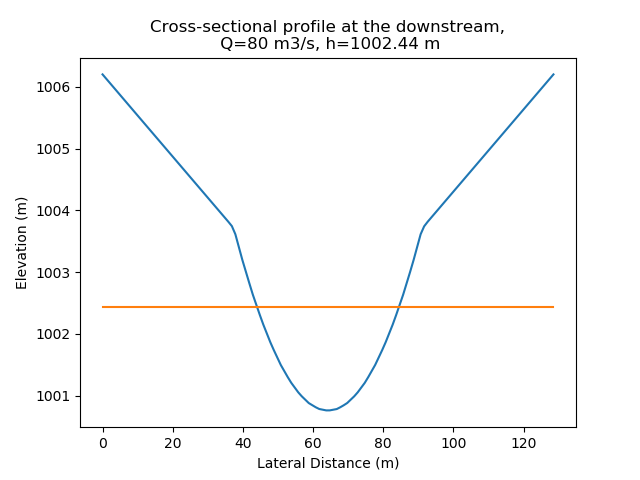 Cross-sectional profile at the downstream,
Q=80 m3/s, h=1002.44 m
1006
1005
1004
1003
1002
1001
Elevation (m)
0 20 40 60 80 100 120
Lateral Distance (m)